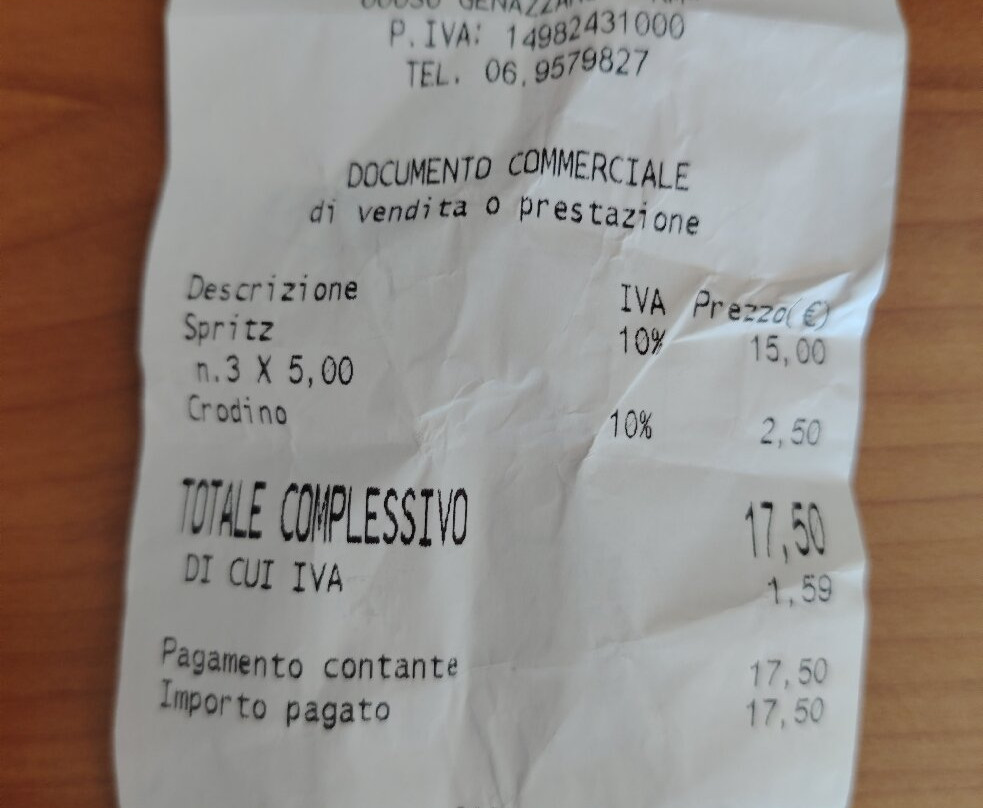 P.IVA: 14982431000
TEL. 06.9579827
DOCUMENTO COMMERCIALE
di vendita o prestazione
Descrizione IVA Prezzo(€)
Spritz 10% 15,00
n.3 X 5,00
Crodino 10% 2,50
TOTALE COMPLESSIVO 17,50
DI CUI IVA 1,59
Pagamento contante 17,50
Importo pagato 17,50